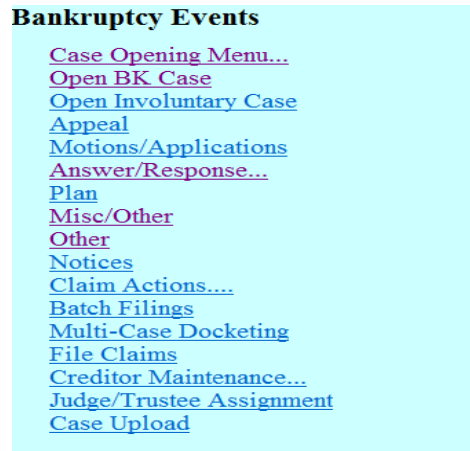 Bankruptcy Events
Case Opening Menu...
Open BK Case
Open Involuntary Case
Appeal
Motions/Applications
Answer/Response...
Plan
Misc/Other
Other
Notices
Claim Actions....
Batch Filings
Multi-Case Docketing
File Claims
Creditor Maintenance...
Judge/Trustee Assignment
Case Upload